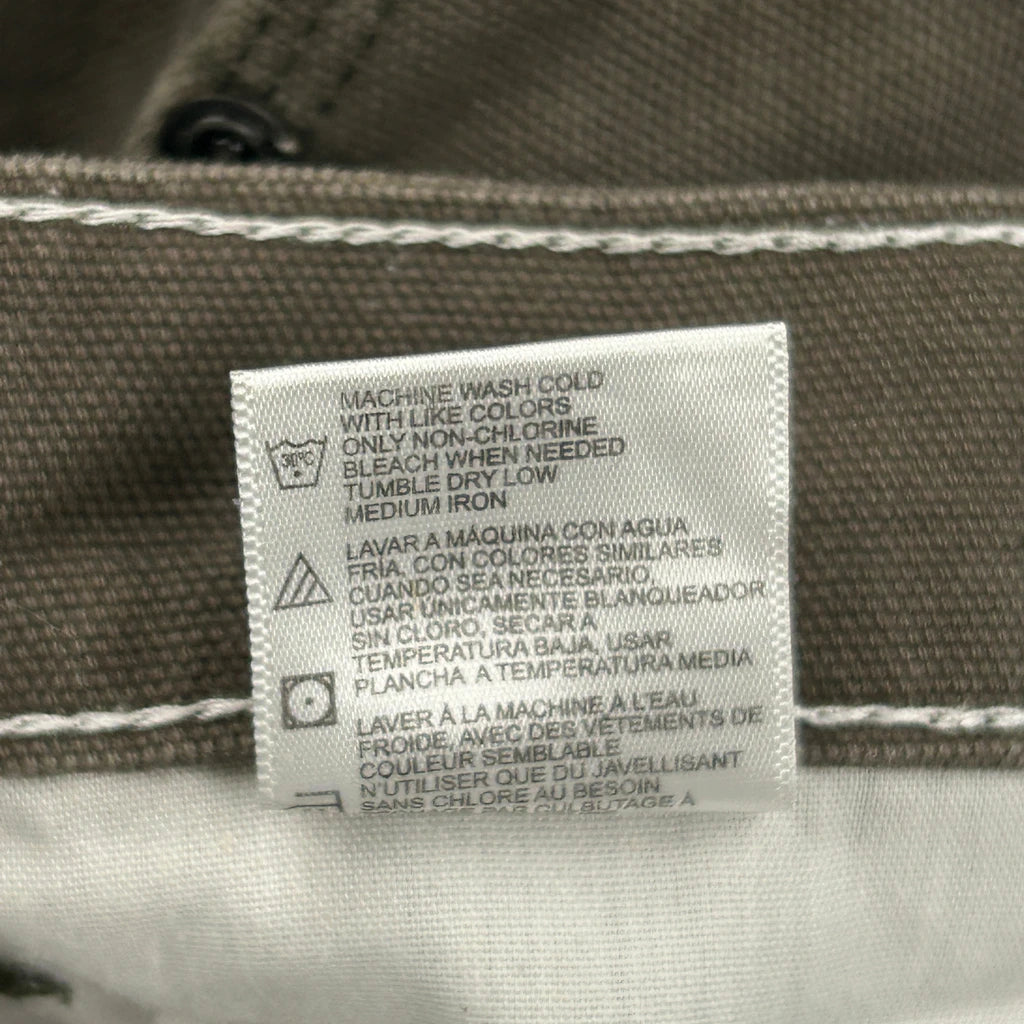 MACHINE WASH COLD
WITH LIKE COLORS
ONLY NON-CHLORINE
BLEACH WHEN NEEDED
TUMBLE DRY LOW
MEDIUM IRON
30°C
LAVAR A MÁQUINA CON AGUA
FRÍA, CON COLORES SIMILARES
CUANDO SEA NECESARIO,
USAR ÚNICAMENTE BLANQUEADOR
SIN CLORO, SECAR A
TEMPERATURA BAJA, USAR
PLANCHA A TEMPERATURA MEDIA
LAVER À LA MACHINE À L'EAU
FROIDE, AVEC DES VÊTEMENTS DE
COULEUR SEMBLABLE
N'UTILISER QUE DU JAVELLISANT
SANS CHLORE AU BESOIN
PAR CULBUTAGE À